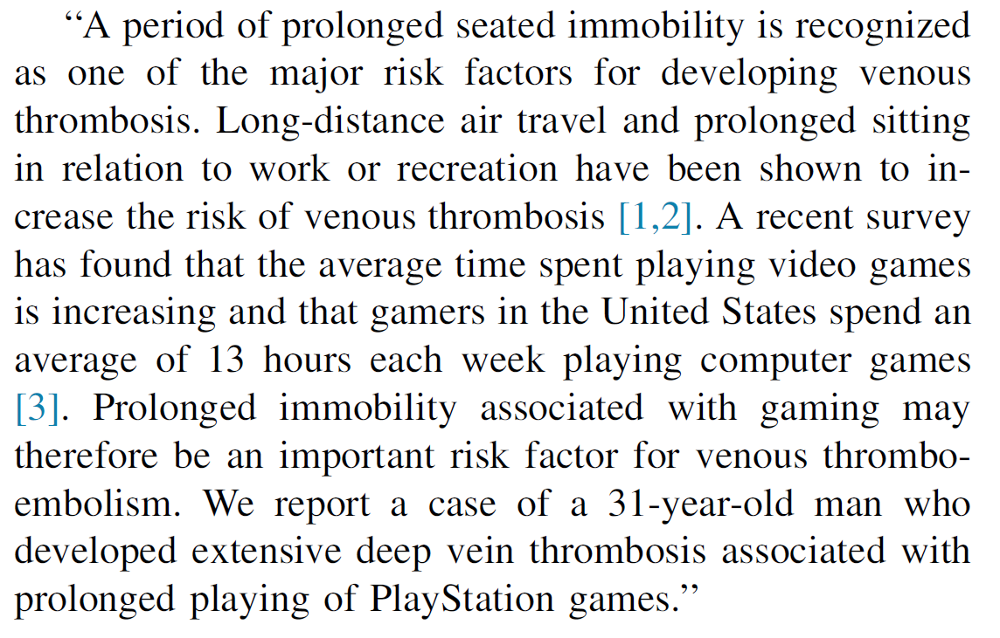 “A period of prolonged seated immobility is recognized
as one of the major risk factors for developing venous
thrombosis. Long-distance air travel and prolonged sitting
in relation to work or recreation have been shown to in-
crease the risk of venous thrombosis [1,2]. A recent survey
has found that the average time spent playing video games
is increasing and that gamers in the United States spend an
average of 13 hours each week playing computer games
[3]. Prolonged immobility associated with gaming may
therefore be an important risk factor for venous thrombo-
embolism. We report a case of a 31-year-old man who
developed extensive deep vein thrombosis associated with
prolonged playing of PlayStation games.”